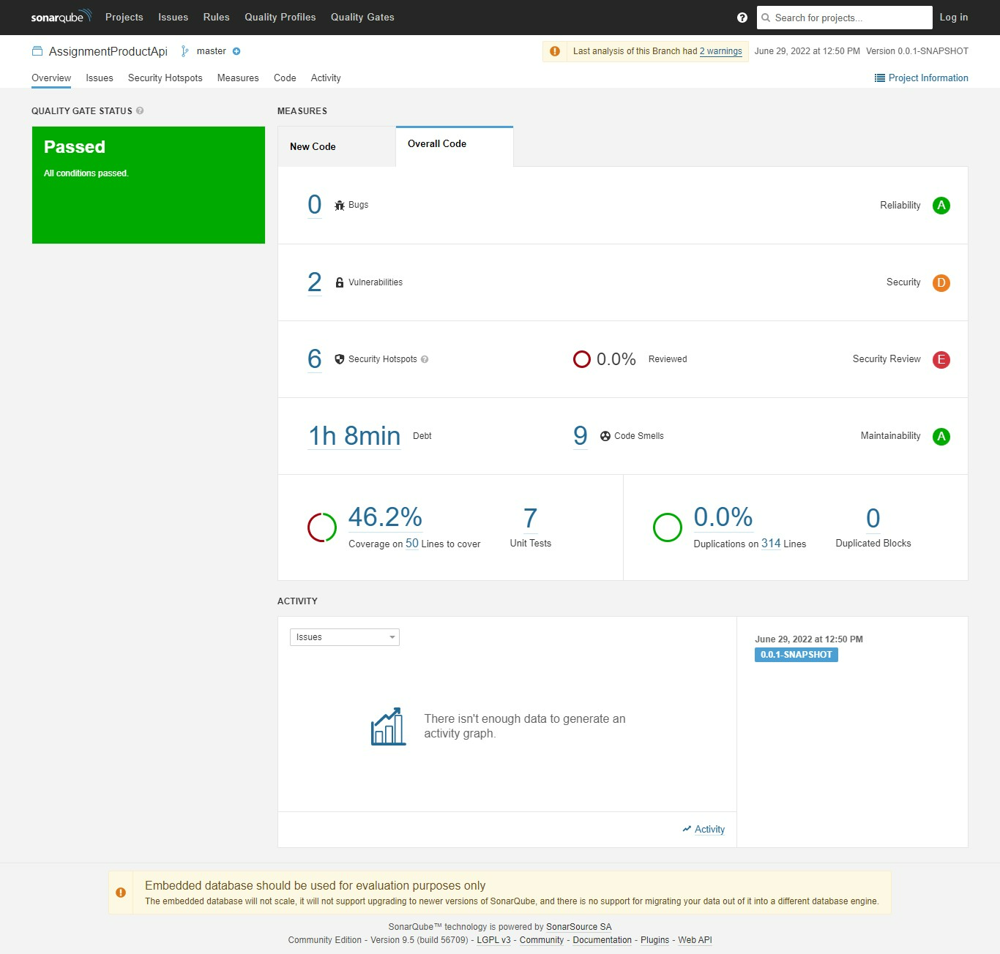 sonarqube Projects Issues Rules Quality Profiles Quality Gates Search for projects... Log in
AssignmentProductApi master Last analysis of this Branch had 2 warnings June 29, 2022 at 12:50 PM Version 0.0.1-SNAPSHOT
Overview Issues Security Hotspots Measures Code Activity Project Information
QUALITY GATE STATUS
Passed
All conditions passed.
MEASURES
New Code Overall Code
0 Bugs Reliability A
2 Vulnerabilities Security D
6 Security Hotspots 0.0% Reviewed Security Review E
1h 8min Debt 9 Code Smells Maintainability A
46.2% 7 0.0% 0
Coverage on 50 Lines to cover Unit Tests Duplications on 314 Lines Duplicated Blocks
ACTIVITY
Issues
June 29, 2022 at 12:50 PM
0.0.1-SNAPSHOT
There isn't enough data to generate an
activity graph.
Activity
Embedded database should be used for evaluation purposes only
The embedded database will not scale, it will not support upgrading to newer versions of SonarQube, and there is no support for migrating your data out of it into a different database engine.
SonarQube™ technology is powered by SonarSource SA
Community Edition - Version 9.5 (build 56709) - LGPL v3 - Community - Documentation - Plugins - Web API